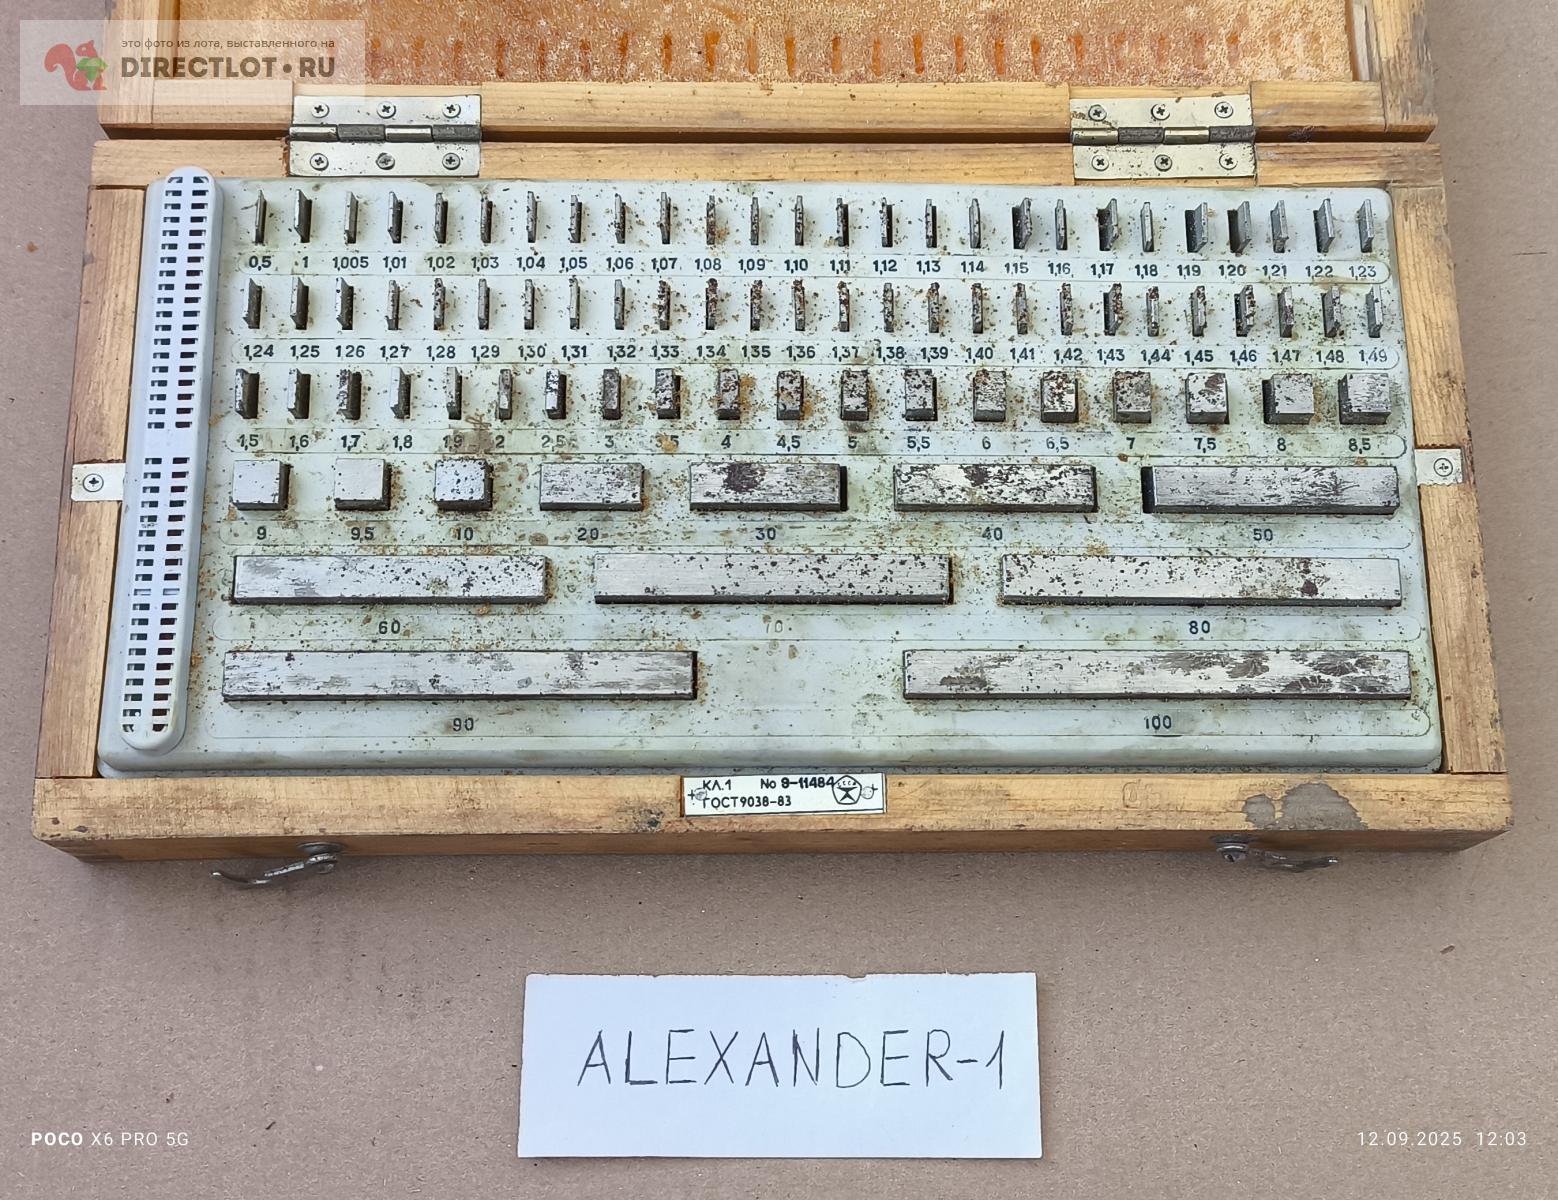 это фото из лота, выставленного на
DIRECTLOT•RU
0,5 1 1,005 1,01 1,02 1,03 1,04 1,05 1,06 1,07 1,08 1,09 1,10 1,11 1,12 1,13 1,14 1,15 1,16 1,17 1,18 1,19 1,20 1,21 1,22 1,23
1,24 1,25 1,26 1,27 1,28 1,29 1,30 1,31 1,32 1,33 1,34 1,35 1,36 1,37 1,38 1,39 1,40 1,41 1,42 1,43 1,44 1,45 1,46 1,47 1,48 1,49
1,5 1,6 1,7 1,8 1,9 2 2,5 3 3,5 4 4,5 5 5,5 6 6,5 7 7,5 8 8,5
9 9,5 10 20 30 40 50
60 70 80
90 100
КЛ.1 № 9-11484 СССР
ГОСТ 9038-83
ALEXANDER-1
POCO X6 PRO 5G
12.09.2025 12:03